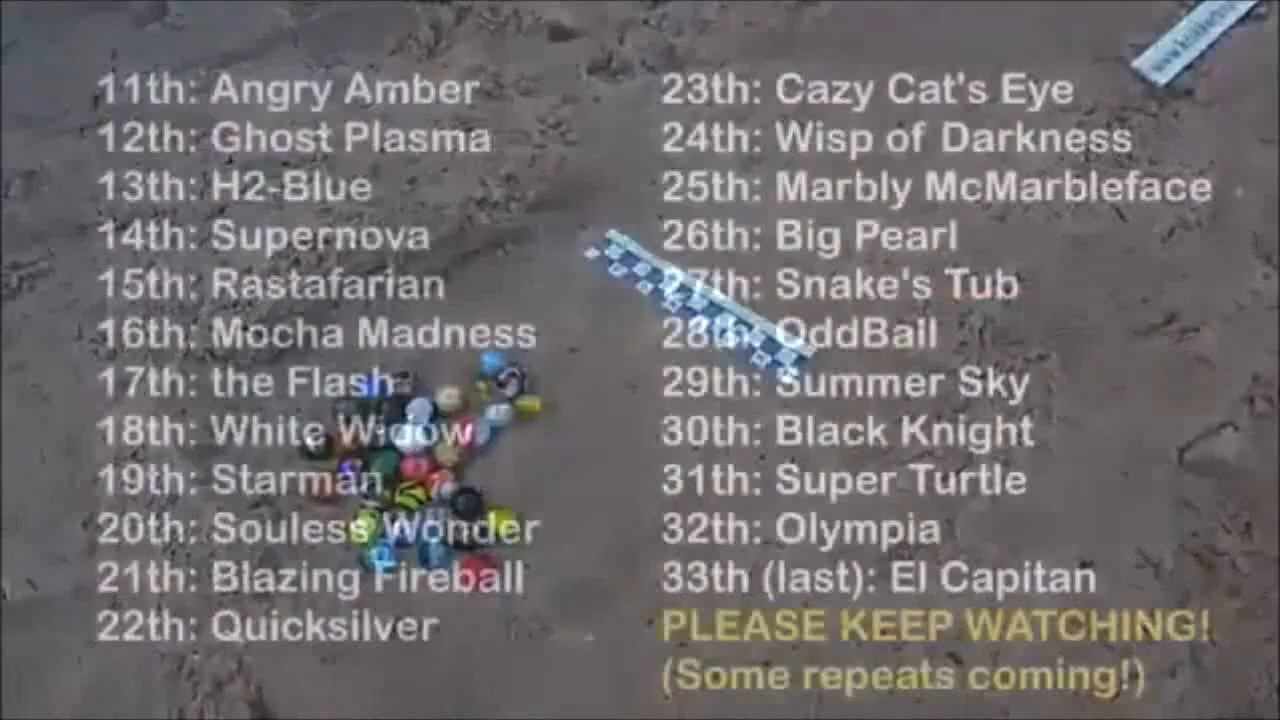 11th: Angry Amber
12th: Ghost Plasma
13th: H2-Blue
14th: Supernova
15th: Rastafarian
16th: Mocha Madness
17th: the Flash
18th: White Widow
19th: Starman
20th: Souless Wonder
21th: Blazing Fireball
22th: Quicksilver
23th: Cazy Cat's Eye
24th: Wisp of Darkness
25th: Marbly McMarbleface
26th: Big Pearl
27th: Snake's Tub
28th: OddBall
29th: Summer Sky
30th: Black Knight
31th: Super Turtle
32th: Olympia
33th (last): El Capitan
PLEASE KEEP WATCHING!
(Some repeats coming!)